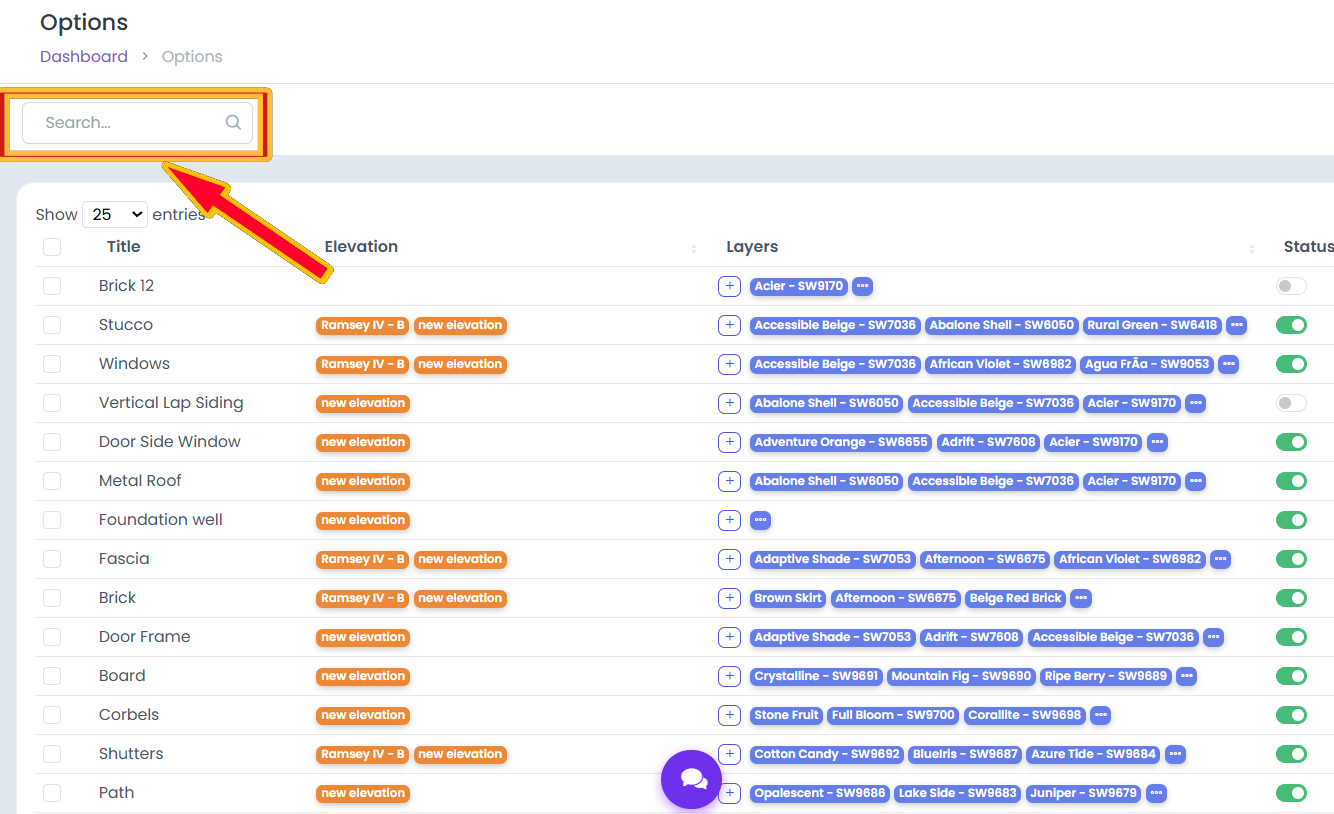 Options
Dashboard > Options
Search...
Show 25 entries
Title Elevation Layers Status
Brick 12 + Acier - SW9170 •••
Stucco Ramsey IV - B new elevation + Accessible Beige - SW7036 Abalone Shell - SW6050 Rural Green - SW6418 •••
Windows Ramsey IV - B new elevation + Accessible Beige - SW7036 African Violet - SW6982 Agua FrÃa - SW9053 •••
Vertical Lap Siding new elevation + Abalone Shell - SW6050 Accessible Beige - SW7036 Acier - SW9170 •••
Door Side Window new elevation + Adventure Orange - SW6655 Adrift - SW7608 Acier - SW9170 •••
Metal Roof new elevation + Abalone Shell - SW6050 Accessible Beige - SW7036 Acier - SW9170 •••
Foundation well new elevation + •••
Fascia Ramsey IV - B new elevation + Adaptive Shade - SW7053 Afternoon - SW6675 African Violet - SW6982 •••
Brick Ramsey IV - B new elevation + Brown Skirt Afternoon - SW6675 Beige Red Brick •••
Door Frame new elevation + Adaptive Shade - SW7053 Adrift - SW7608 Accessible Beige - SW7036 •••
Board new elevation + Crystalline - SW9691 Mountain Fig - SW9690 Ripe Berry - SW9689 •••
Corbels new elevation + Stone Fruit Full Bloom - SW9700 Corallite - SW9698 •••
Shutters Ramsey IV - B new elevation + Cotton Candy - SW9692 BlueIris - SW9687 Azure Tide - SW9684 •••
Path new elevation + Opalescent - SW9686 Lake Side - SW9683 Juniper - SW9679 •••